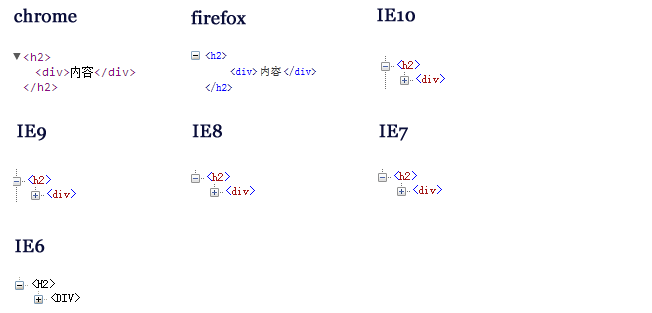 chrome
<h2>
<div>内容</div>
</h2>
firefox
<h2>
<div>内容</div>
</h2>
IE10
<h2>
<div>
IE9
<h2>
<div>
IE8
<h2>
<div>
IE7
<h2>
<div>
IE6
<H2>
<DIV>